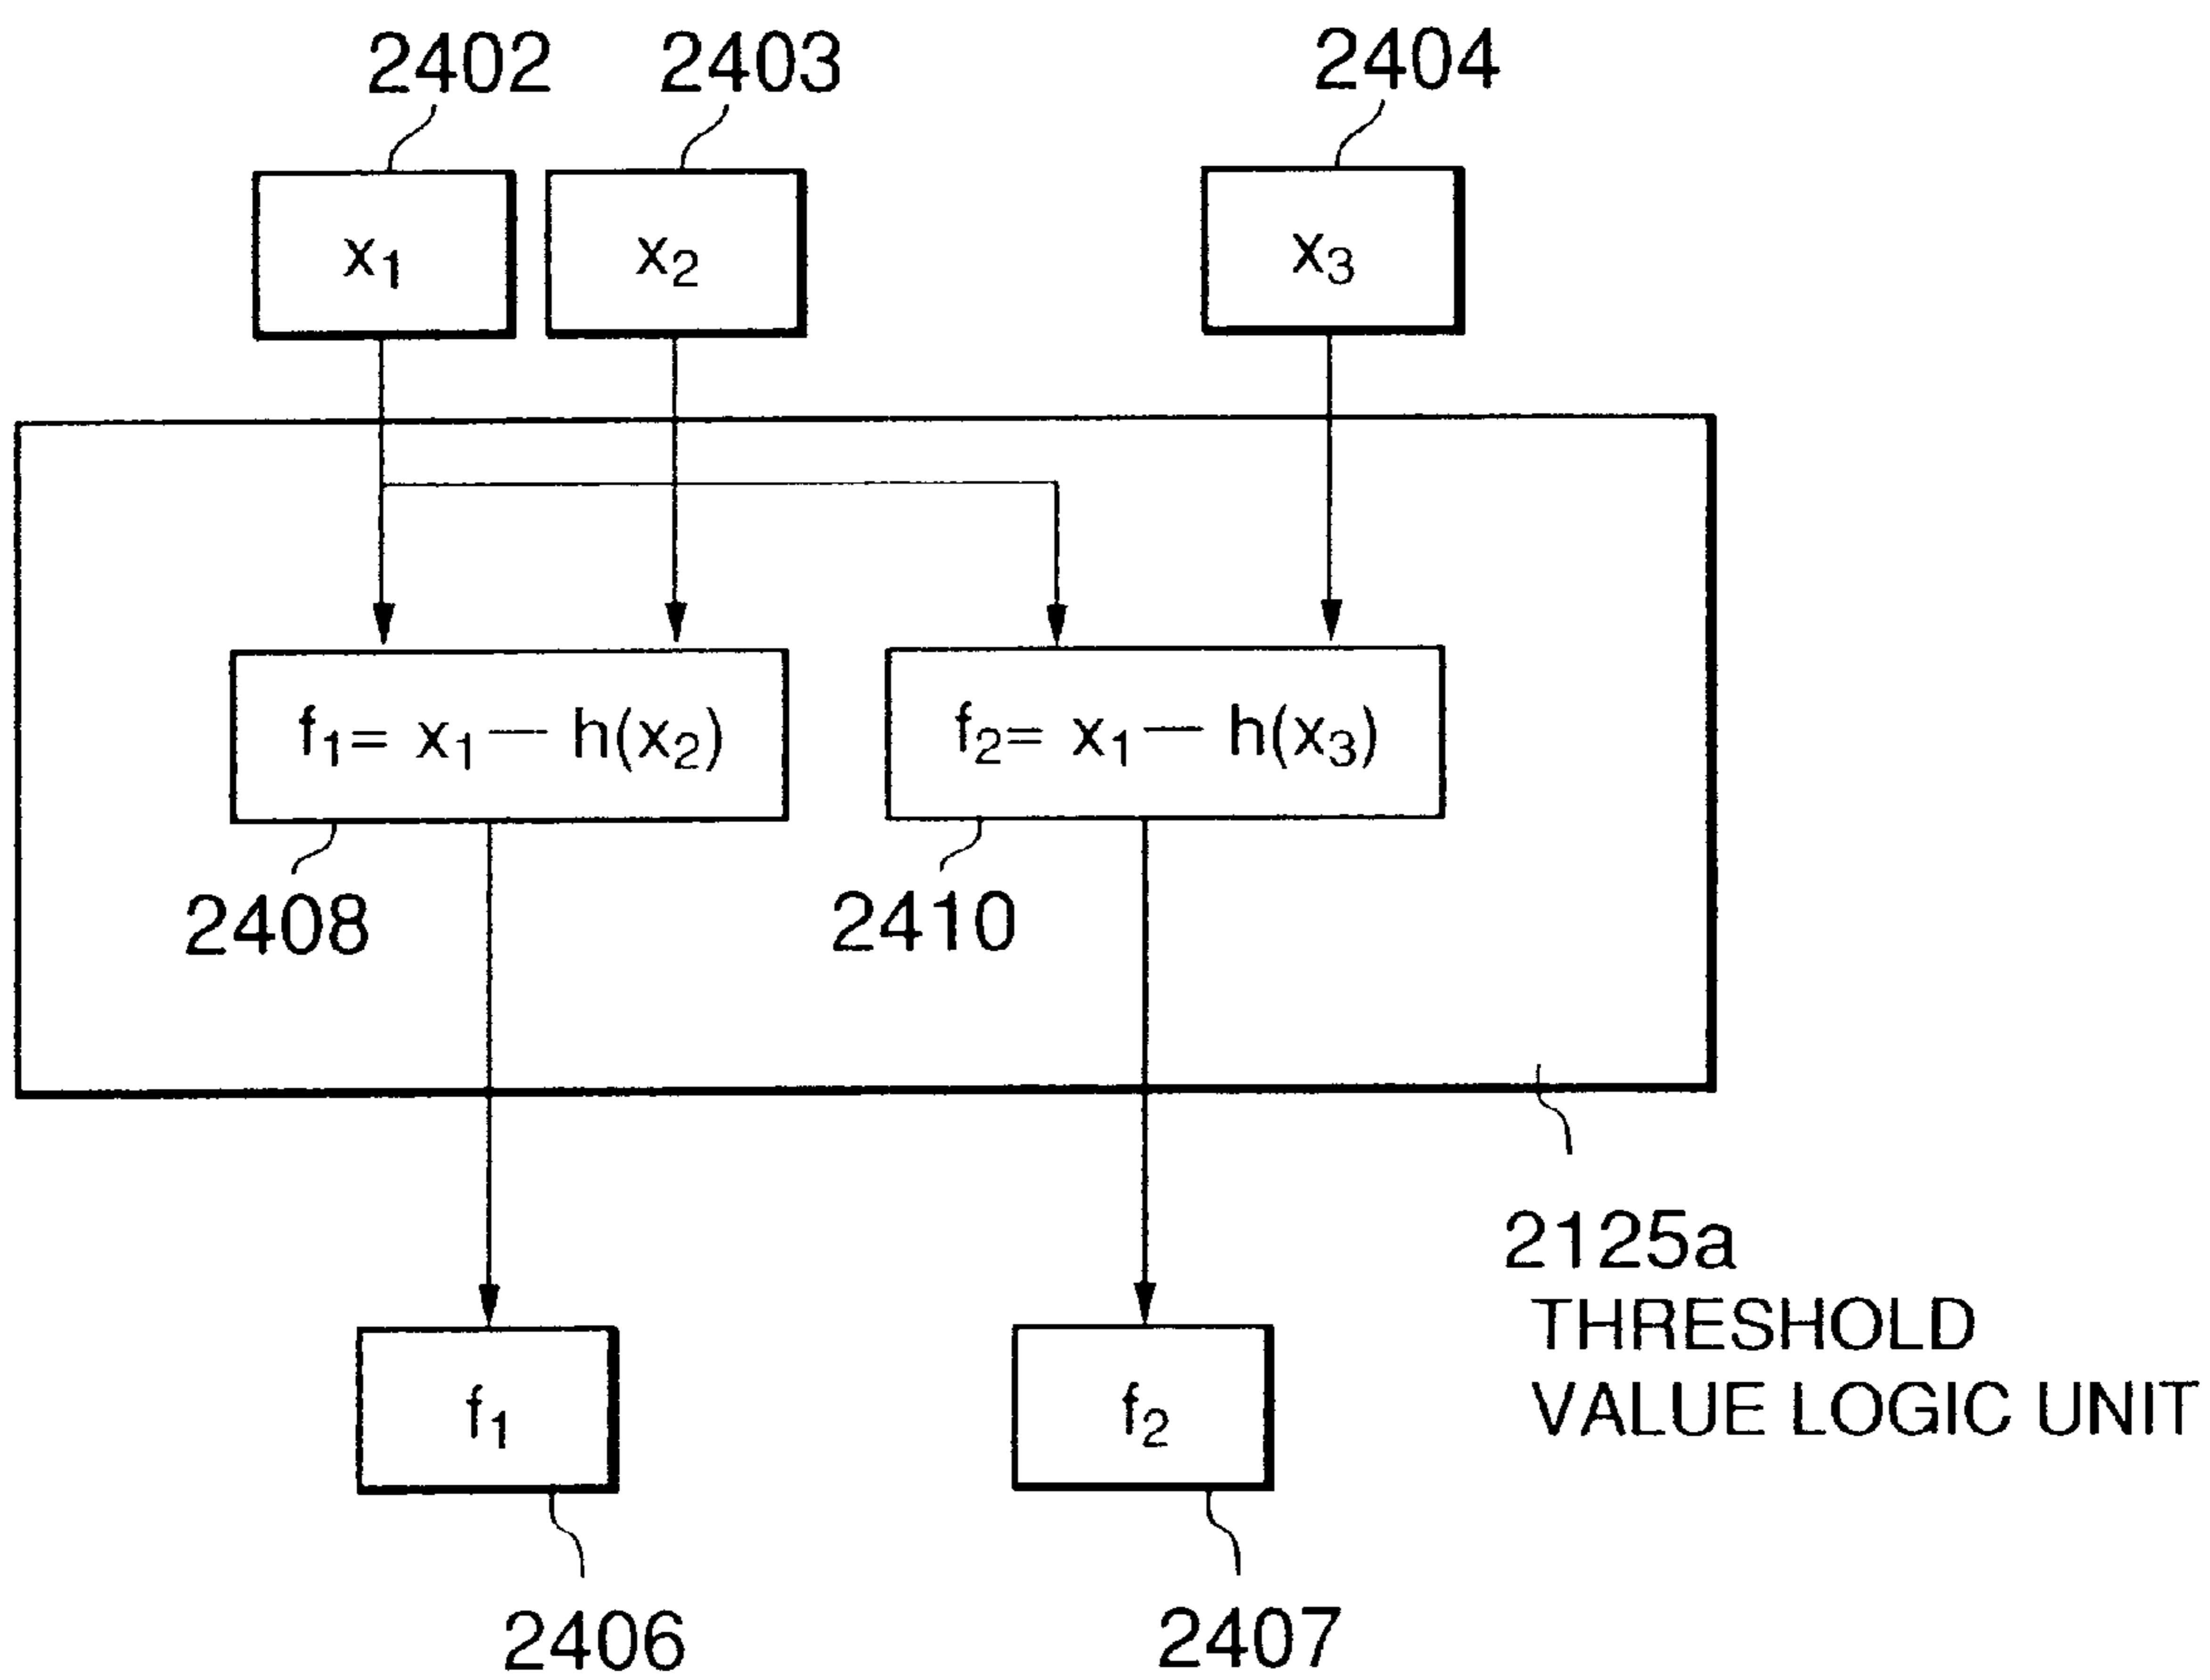 2402 2403 2404
x₁ x₂ x₃
f₁= x₁— h(x₂) f₂= x₁— h(x₃)
2408 2410
2125a
THRESHOLD
VALUE LOGIC UNIT
f₁ f₂
2406 2407